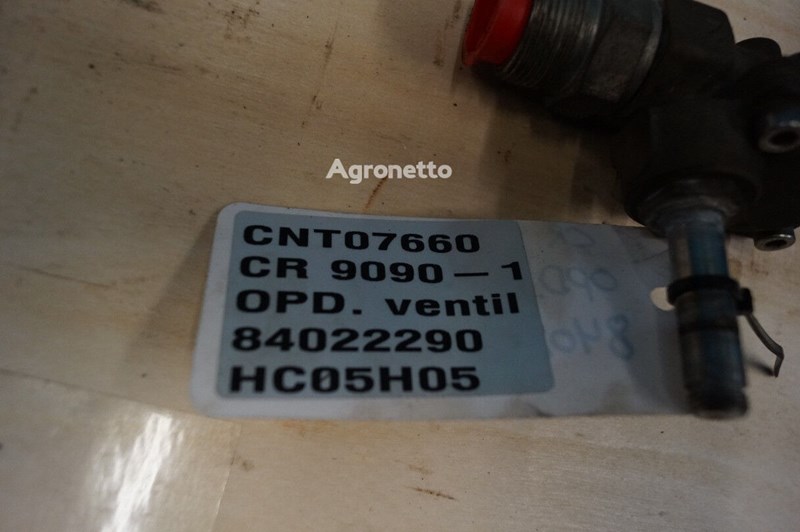 Agronetto
CNT07660
CR 9090-1
OPD. ventil
84022290
HC05H05